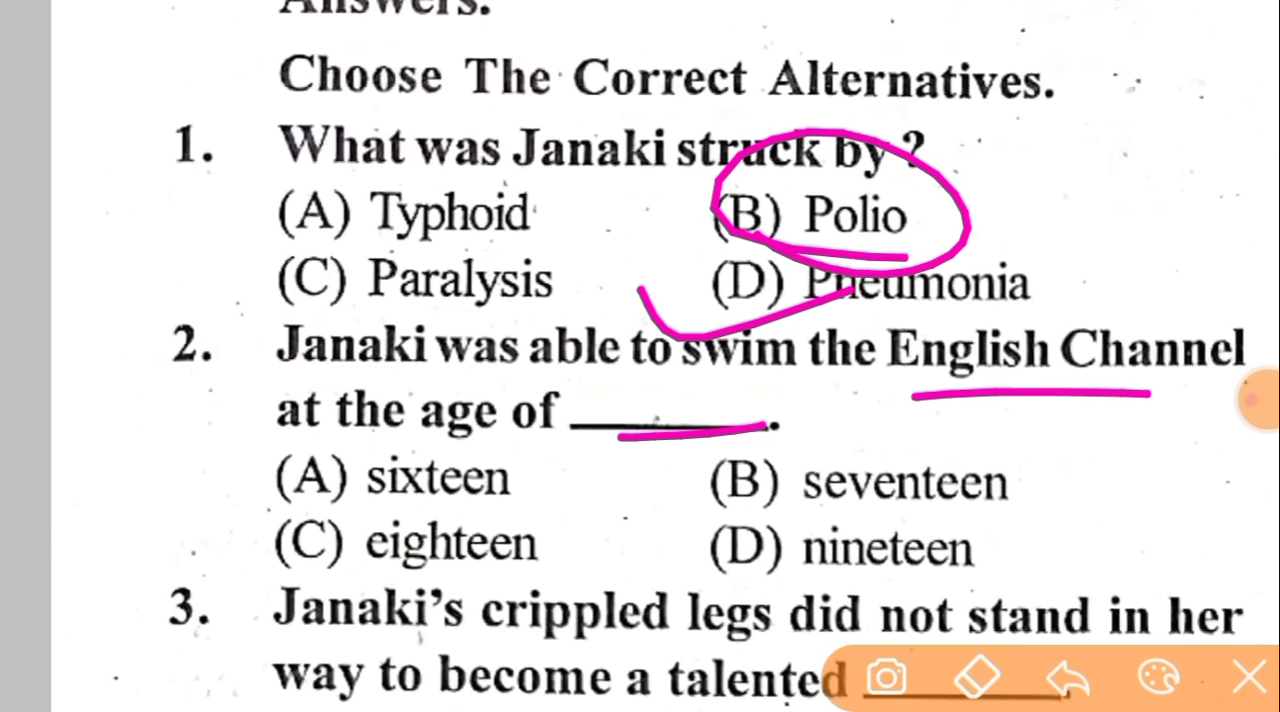 Answers.
Choose The Correct Alternatives.
1. What was Janaki struck by ?
(A) Typhoid (B) Polio
(C) Paralysis (D) Pneumonia
2. Janaki was able to swim the English Channel
at the age of ________.
(A) sixteen (B) seventeen
(C) eighteen (D) nineteen
3. Janaki's crippled legs did not stand in her
way to become a talented ________.